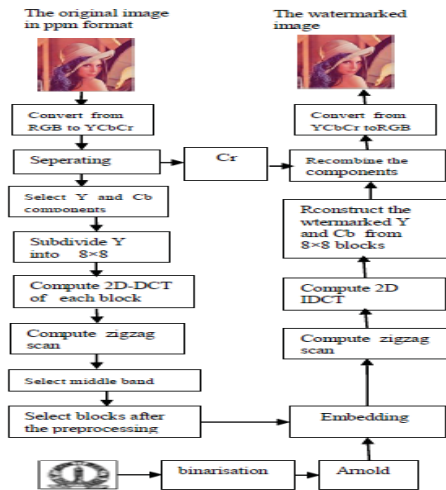 The original image
in ppm format
Convert from
RGB to YCbCr
Seperating
Cr
Select Y and Cb
components
Subdivide Y
into 8×8
Compute 2D-DCT
of each block
Compute zigzag
scan
Select middle band
Select blocks after
the preprocessing
binarisation
Arnold
Embedding
Compute zigzag
scan
Compute 2D
IDCT
Rconstruct the
wtermarked Y
and Cb from
8×8 blocks
Recombine the
components
Convert from
YCbCr toRGB
The watermarked
image